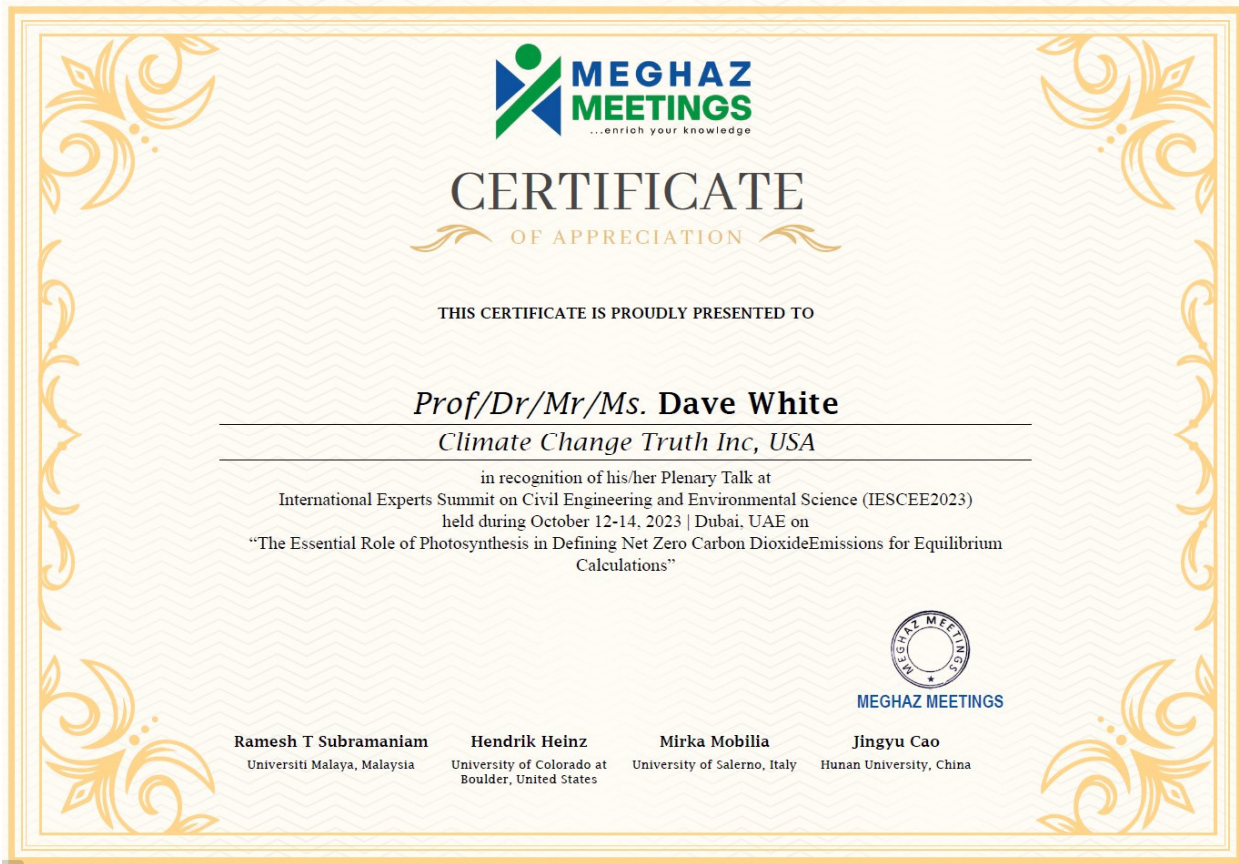 MEGHAZ
MEETINGS
...enrich your knowledge
CERTIFICATE
OF APPRECIATION
THIS CERTIFICATE IS PROUDLY PRESENTED TO
Prof/Dr/Mr/Ms. Dave White
Climate Change Truth Inc, USA
in recognition of his/her Plenary Talk at
International Experts Summit on Civil Engineering and Environmental Science (IESCEE2023)
held during October 12-14, 2023 | Dubai, UAE on
“The Essential Role of Photosynthesis in Defining Net Zero Carbon DioxideEmissions for Equilibrium
Calculations”
MEGHAZ MEETINGS
MEGHAZ MEETINGS
Ramesh T Subramaniam
Universiti Malaya, Malaysia
Hendrik Heinz
University of Colorado at
Boulder, United States
Mirka Mobilia
University of Salerno, Italy
Jingyu Cao
Hunan University, China